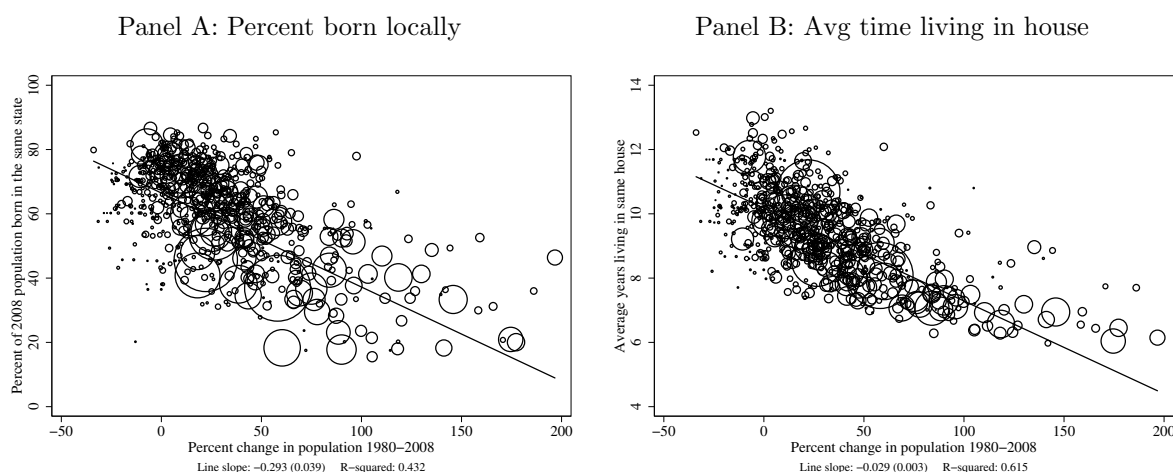 Panel A: Percent born locally
Percent of 2008 population born in the same state
100
80
60
40
20
0
−50 0 50 100 150 200
Percent change in population 1980−2008
Line slope: −0.293 (0.039) R−squared: 0.432
Panel B: Avg time living in house
Average years living in same house
14
12
10
8
6
4
−50 0 50 100 150 200
Percent change in population 1980−2008
Line slope: −0.029 (0.003) R−squared: 0.615